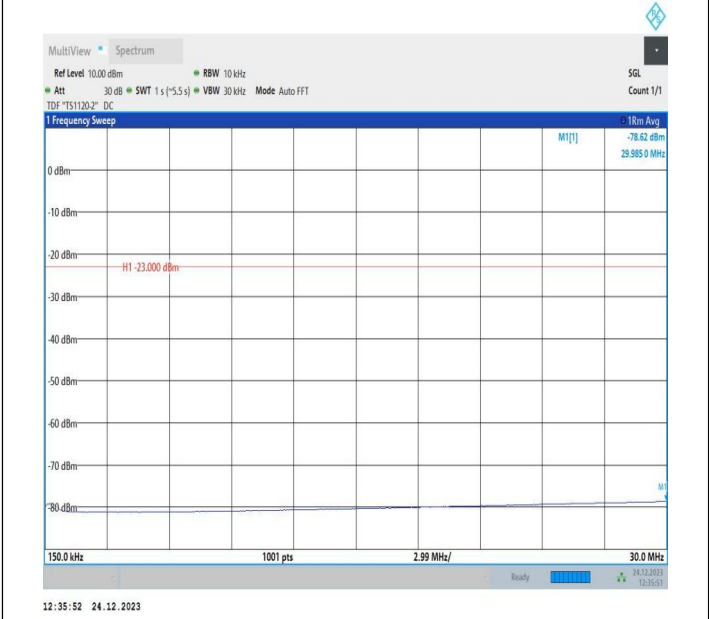 R&S
MultiView Spectrum
Ref Level 10.00 dBm RBW 10 kHz SGL
Att 30 dB SWT 1 s (~5.5 s) VBW 30 kHz Mode Auto FFT Count 1/1
TDF "TS1120-2" DC
1 Frequency Sweep 1Rm Avg
M1[1] -78.62 dBm
29.985 0 MHz
0 dBm
-10 dBm
-20 dBm
H1 -23.000 dBm
-30 dBm
-40 dBm
-50 dBm
-60 dBm
-70 dBm
M1
-80 dBm
150.0 kHz 1001 pts 2.99 MHz/ 30.0 MHz
Ready 24.12.2023
12:35:51
12:35:52 24.12.2023